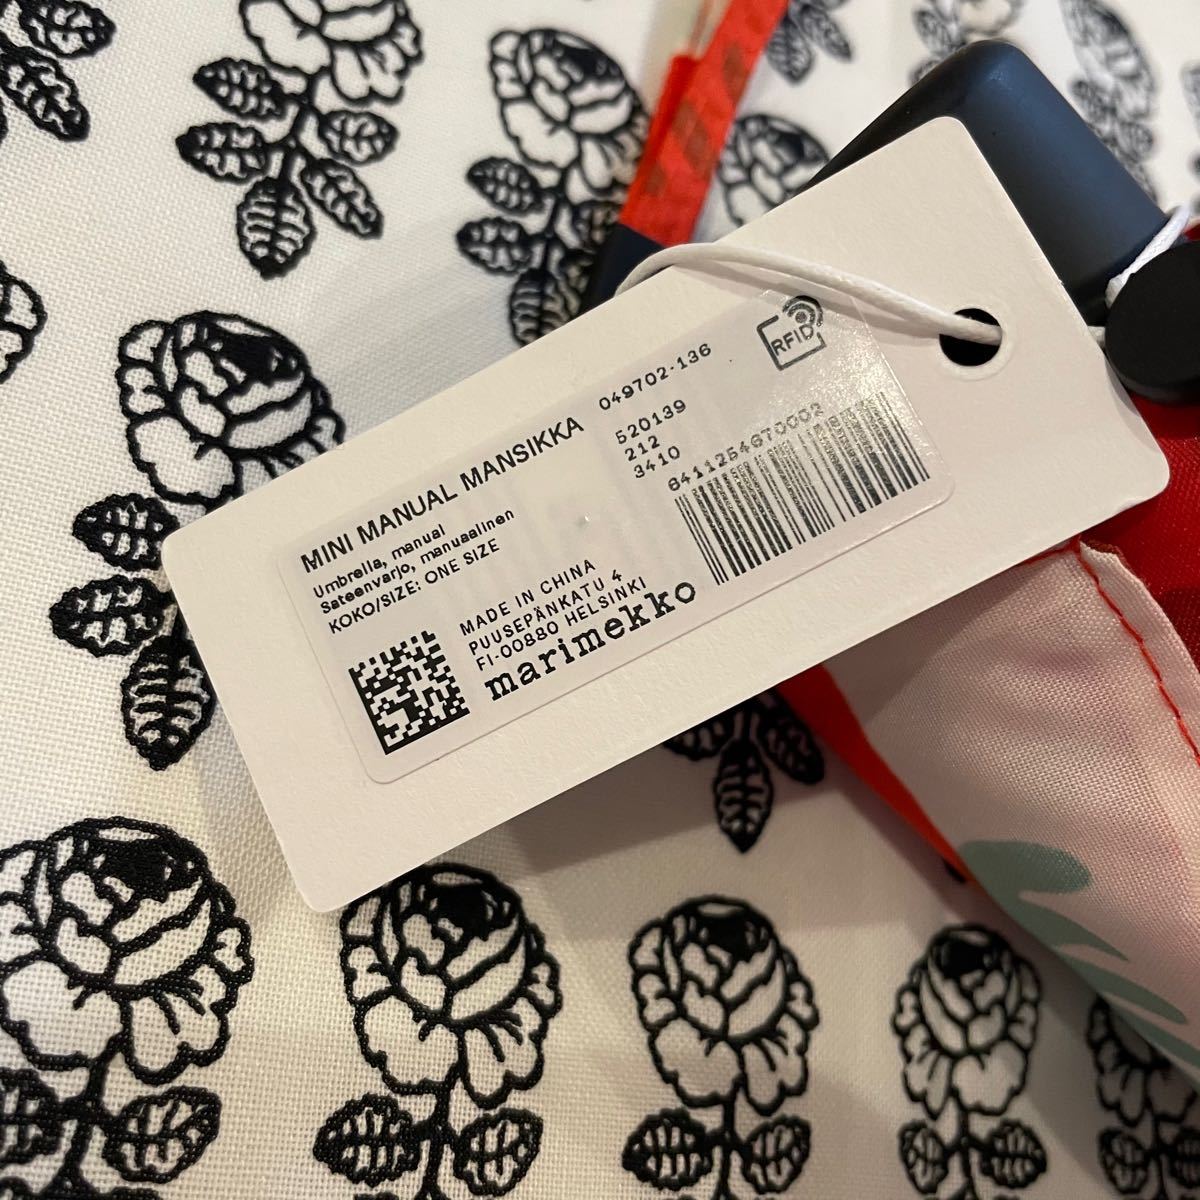 MINI MANUAL MANSIKKA 049702-136
Umbrella, manual
Sateenvarjo, manuaalinen
KOKO/SIZE: ONE SIZE
520139
212
3410
RFID
6411254670002
MADE IN CHINA
PUUSEPÄNKATU 4
FI-00880 HELSINKI
marimekko